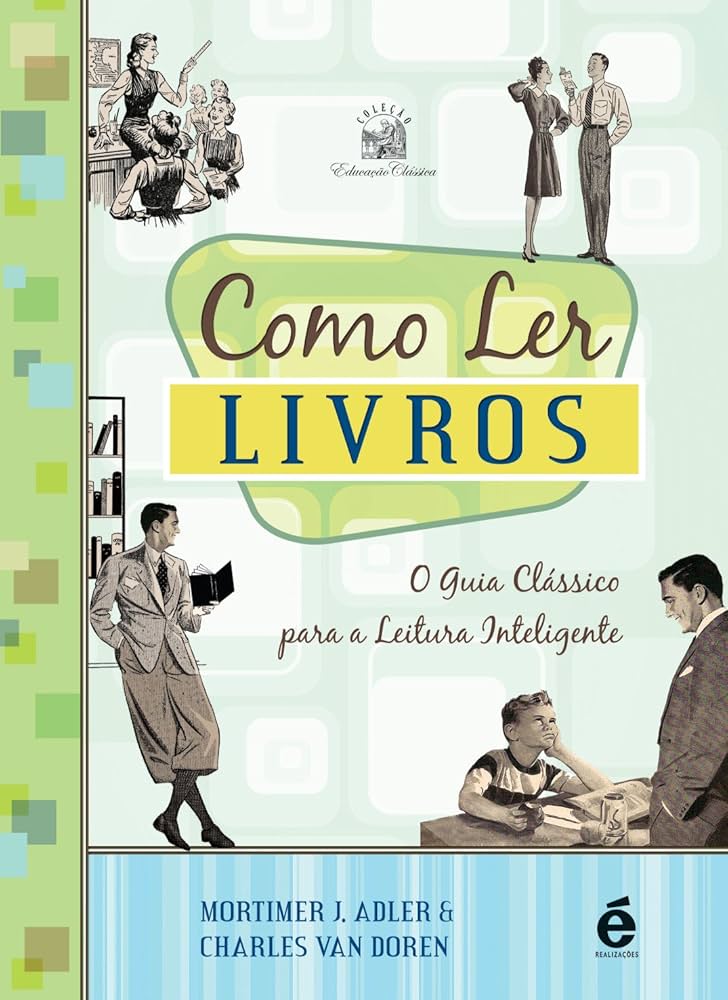 COLEÇÃO
Educação Clássica
Como Ler
LIVROS
O Guia Clássico
para a Leitura Inteligente
MORTIMER J. ADLER &
CHARLES VAN DOREN
é
REALIZAÇÕES